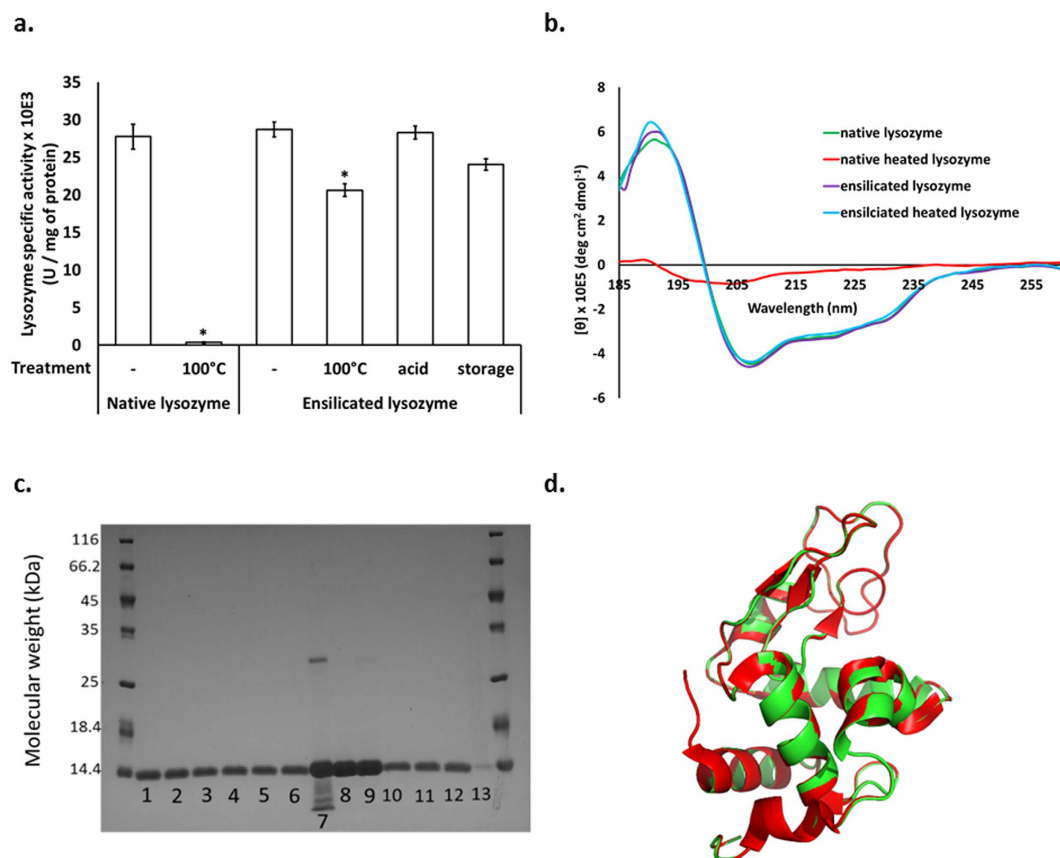 a.
Lysozyme specific activity x 10E3
(U / mg of protein)
35
30
25
20
15
10
5
0
*
*
Treatment - 100°C - 100°C acid storage
Native lysozyme Ensilicated lysozyme
b.
[θ] x 10E5 (deg cm² dmol⁻¹)
8
6
4
2
0
-2
-4
-6
185 195 205 215 225 235 245 255
Wavelength (nm)
native lysozyme
native heated lysozyme
ensilicated lysozyme
ensilciated heated lysozyme
c.
Molecular weight (kDa)
116
66.2
45
35
25
18.4
14.4
1 2 3 4 5 6 7 8 9 10 11 12 13
d.